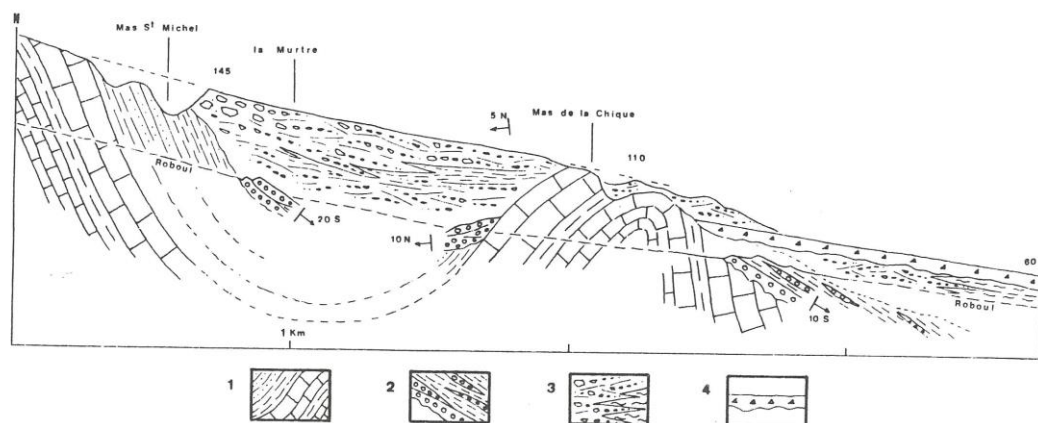 N
Mas St Michel
la Murtre
145
5 N
Mas de la Chique
110
Roboul
20 S
10 N
60
Roboul
10 S
1 Km
1
2
3
4